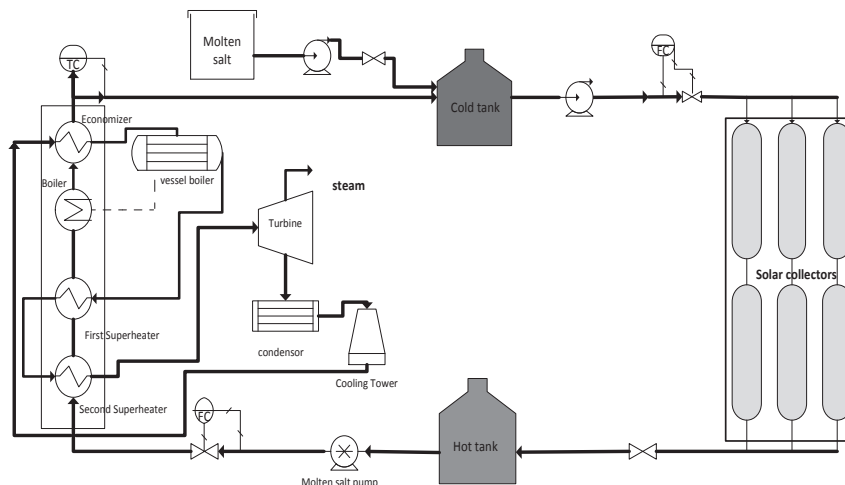 Molten
salt
TC
FC
Cold tank
Economizer
vessel boiler
Boiler
steam
Turbine
Solar collectors
First Superheater
condensor
Cooling Tower
Second Superheater
FC
Hot tank
Molten salt pump